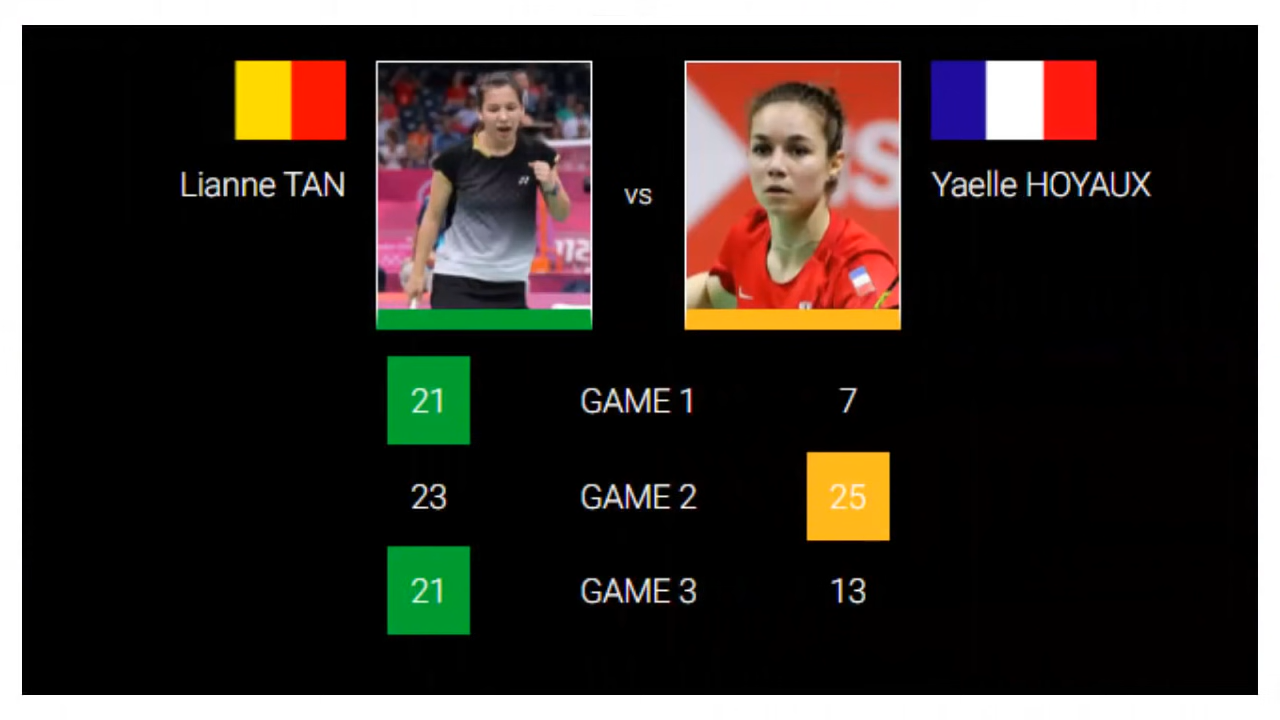 Lianne TAN
vs
Yaelle HOYAUX
21 GAME 1 7
23 GAME 2 25
21 GAME 3 13